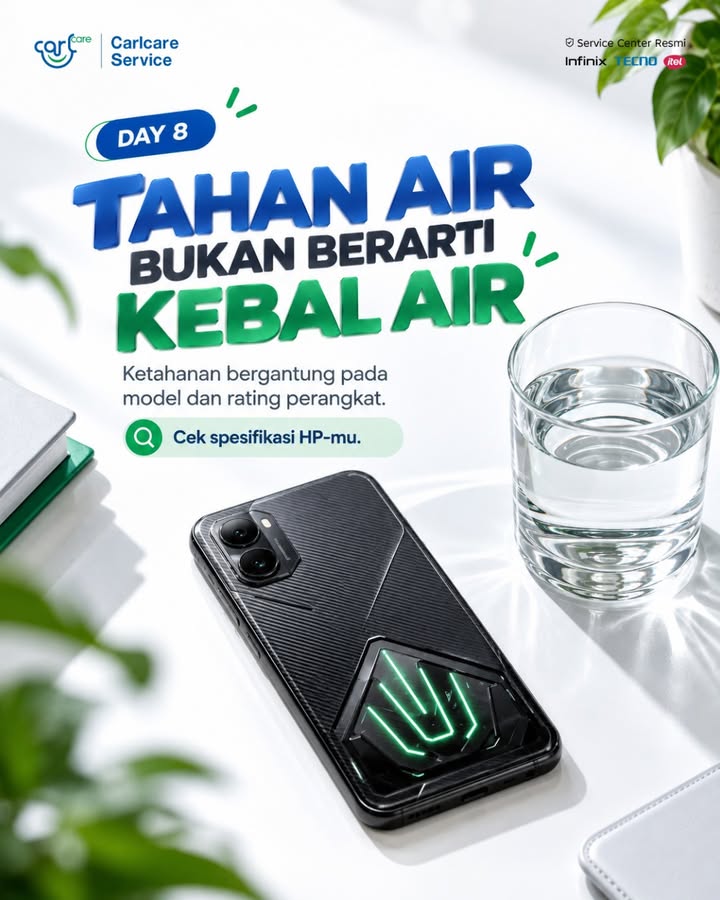 carlcare
Carlcare
Service
Service Center Resmi
Infinix TECNO itel
DAY 8
TAHAN AIR
BUKAN BERARTI
KEBAL AIR
Ketahanan bergantung pada
model dan rating perangkat.
Cek spesifikasi HP-mu.